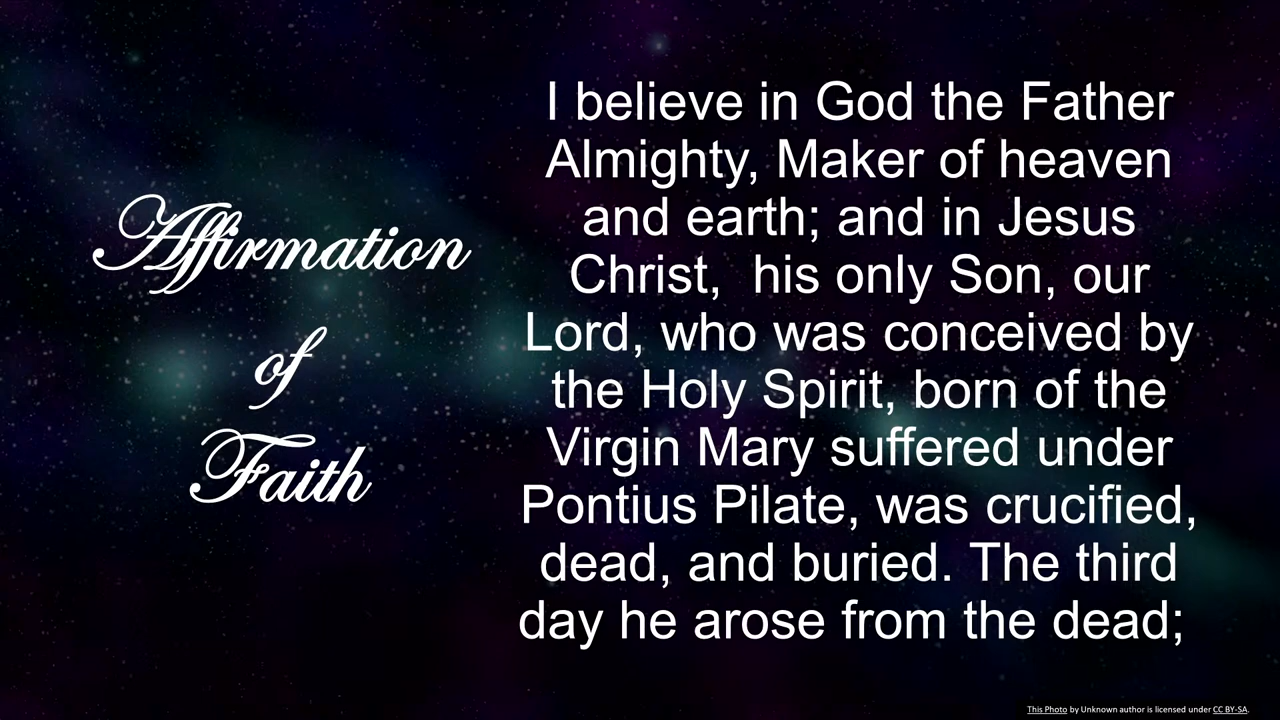 Affirmation
of
Faith
I believe in God the Father
Almighty, Maker of heaven
and earth; and in Jesus
Christ,  his only Son, our
Lord, who was conceived by
the Holy Spirit, born of the
Virgin Mary suffered under
Pontius Pilate, was crucified,
dead, and buried. The third
day he arose from the dead;
This Photo by Unknown author is licensed under CC BY-SA.